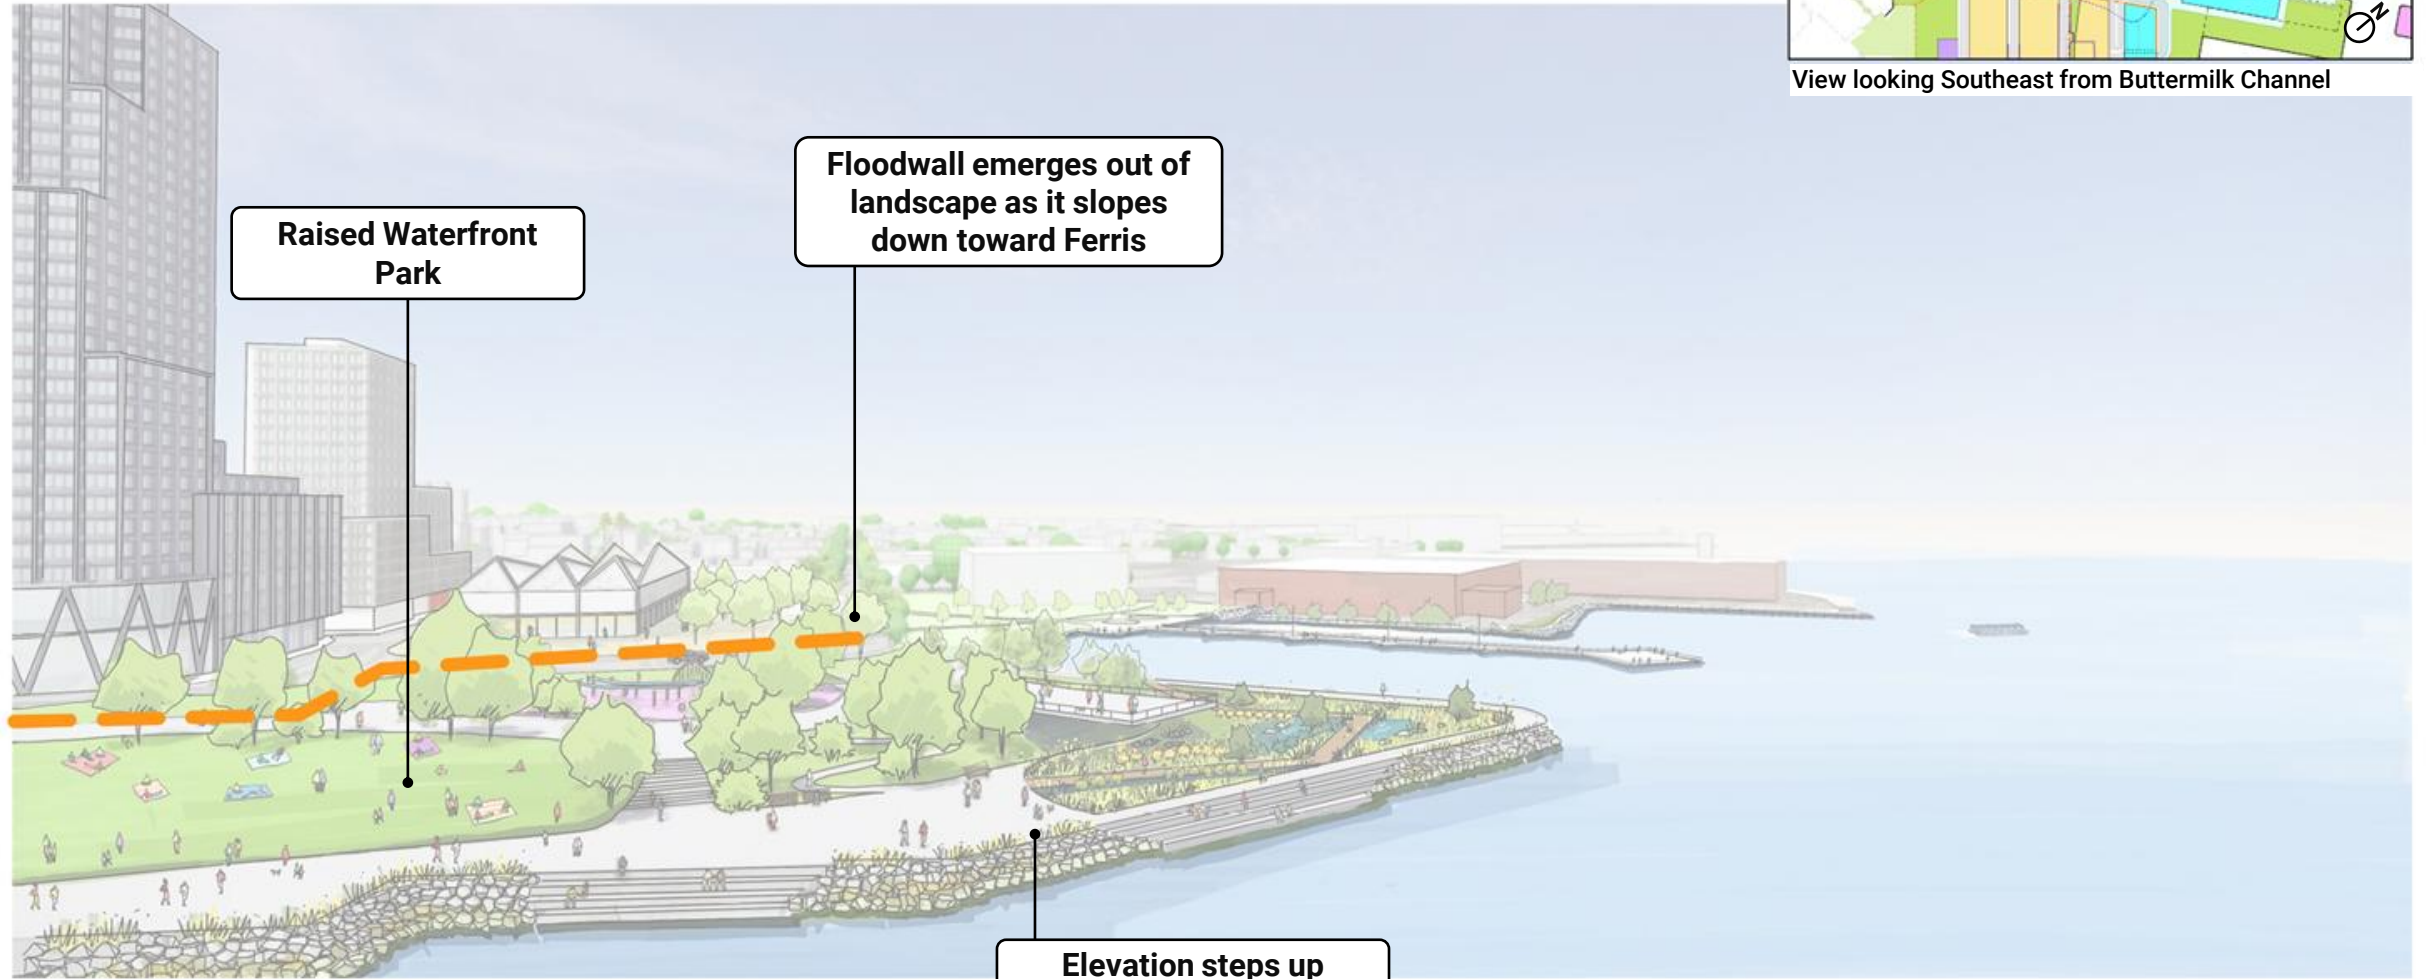 N
View looking Southeast from Buttermilk Channel
Floodwall emerges out of
landscape as it slopes
down toward Ferris
Raised Waterfront
Park
Elevation steps up